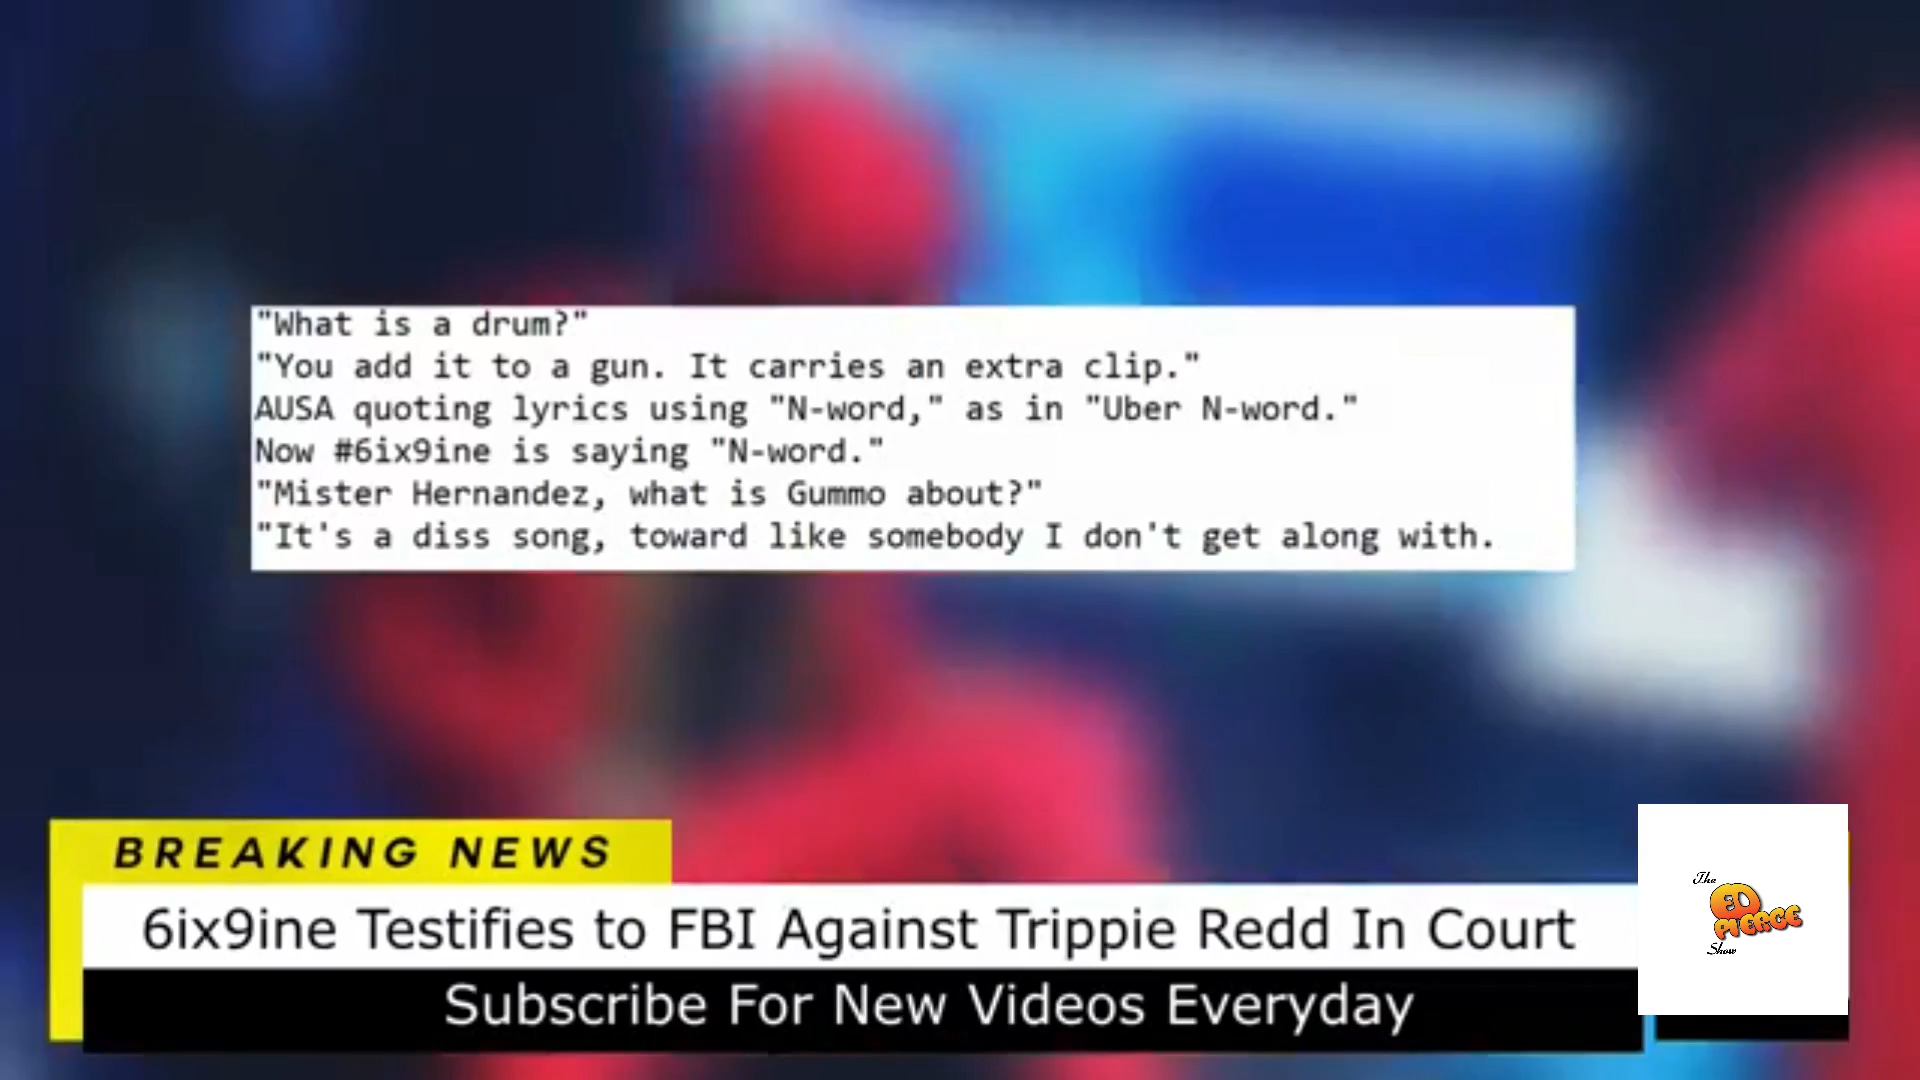 "What is a drum?"
"You add it to a gun. It carries an extra clip."
AUSA quoting lyrics using "N-word," as in "Uber N-word."
Now #6ix9ine is saying "N-word."
"Mister Hernandez, what is Gummo about?"
"It's a diss song, toward like somebody I don't get along with.
BREAKING NEWS
6ix9ine Testifies to FBI Against Trippie Redd In Court
Subscribe For New Videos Everyday
The
ED
PIERCE
Show